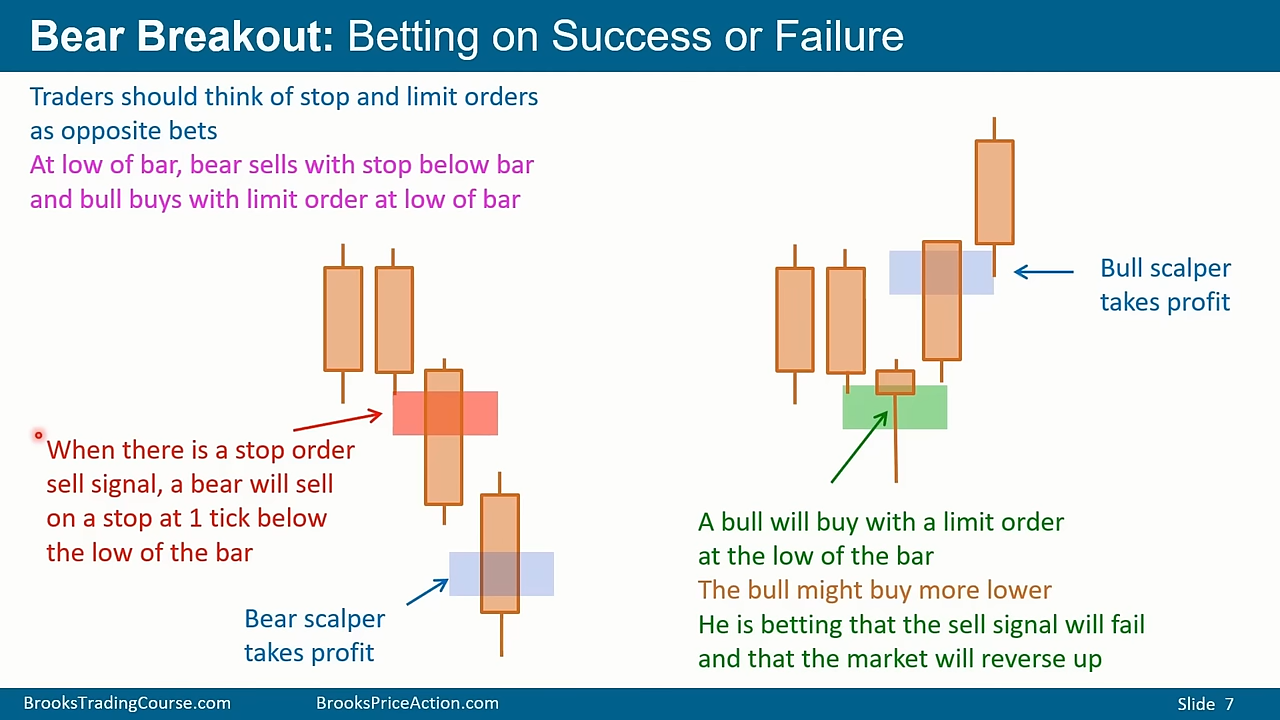 Bear Breakout: Betting on Success or Failure
Traders should think of stop and limit orders
as opposite bets
At low of bar, bear sells with stop below bar
and bull buys with limit order at low of bar
Bull scalper
takes profit
When there is a stop order
sell signal, a bear will sell
on a stop at 1 tick below
the low of the bar
Bear scalper
takes profit
A bull will buy with a limit order
at the low of the bar
The bull might buy more lower
He is betting that the sell signal will fail
and that the market will reverse up
BrooksTradingCourse.com
BrooksPriceAction.com
Slide 7